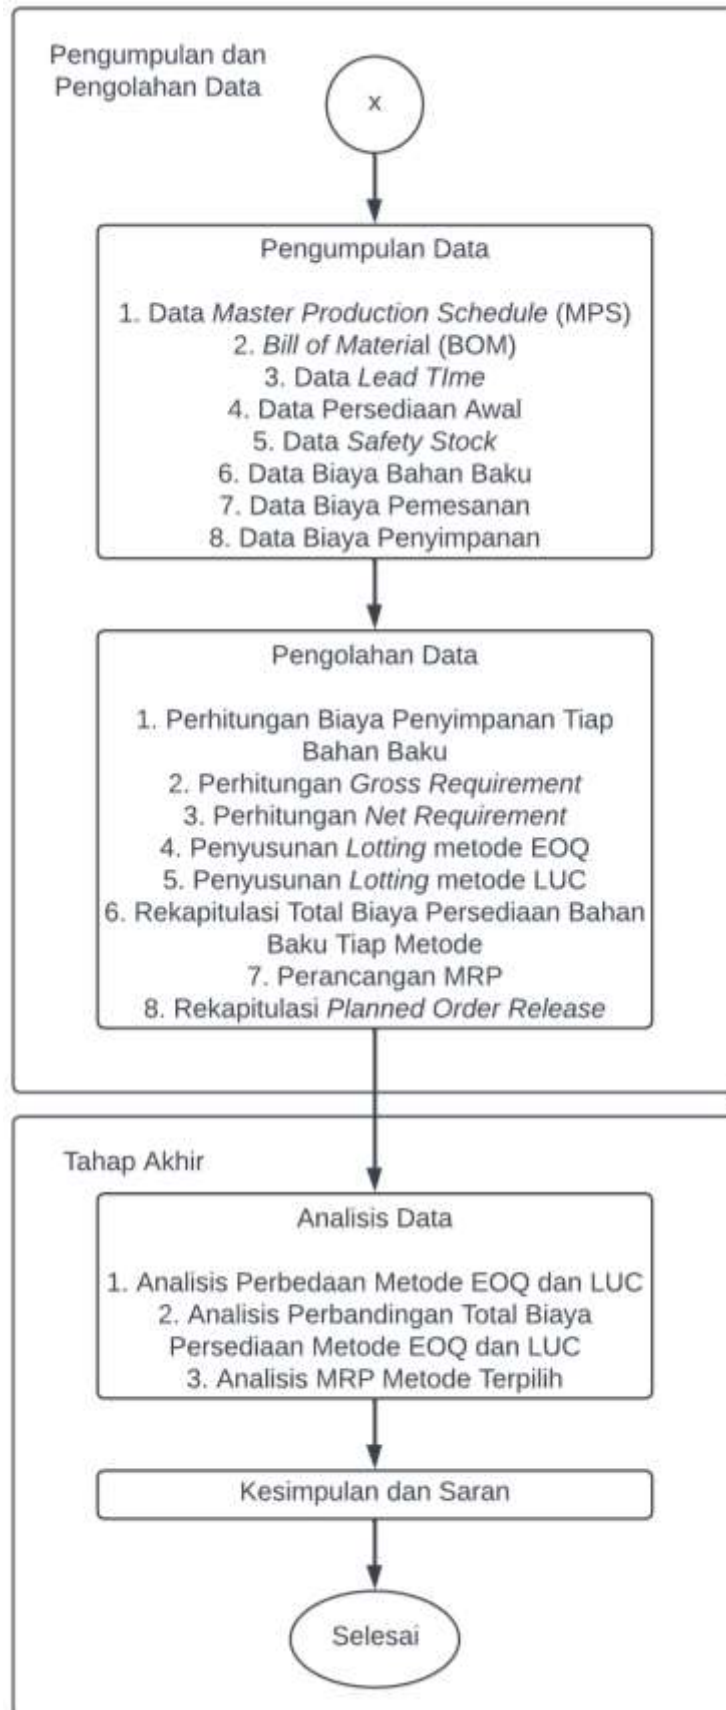 Pengumpulan dan
Pengolahan Data
x
Pengumpulan Data
1. Data Master Production Schedule (MPS)
2. Bill of Material (BOM)
3. Data Lead TIme
4. Data Persediaan Awal
5. Data Safety Stock
6. Data Biaya Bahan Baku
7. Data Biaya Pemesanan
8. Data Biaya Penyimpanan
Pengolahan Data
1. Perhitungan Biaya Penyimpanan Tiap
Bahan Baku
2. Perhitungan Gross Requirement
3. Perhitungan Net Requirement
4. Penyusunan Lotting metode EOQ
5. Penyusunan Lotting metode LUC
6. Rekapitulasi Total Biaya Persediaan Bahan
Baku Tiap Metode
7. Perancangan MRP
8. Rekapitulasi Planned Order Release
Tahap Akhir
Analisis Data
1. Analisis Perbedaan Metode EOQ dan LUC
2. Analisis Perbandingan Total Biaya
Persediaan Metode EOQ dan LUC
3. Analisis MRP Metode Terpilih
Kesimpulan dan Saran
Selesai